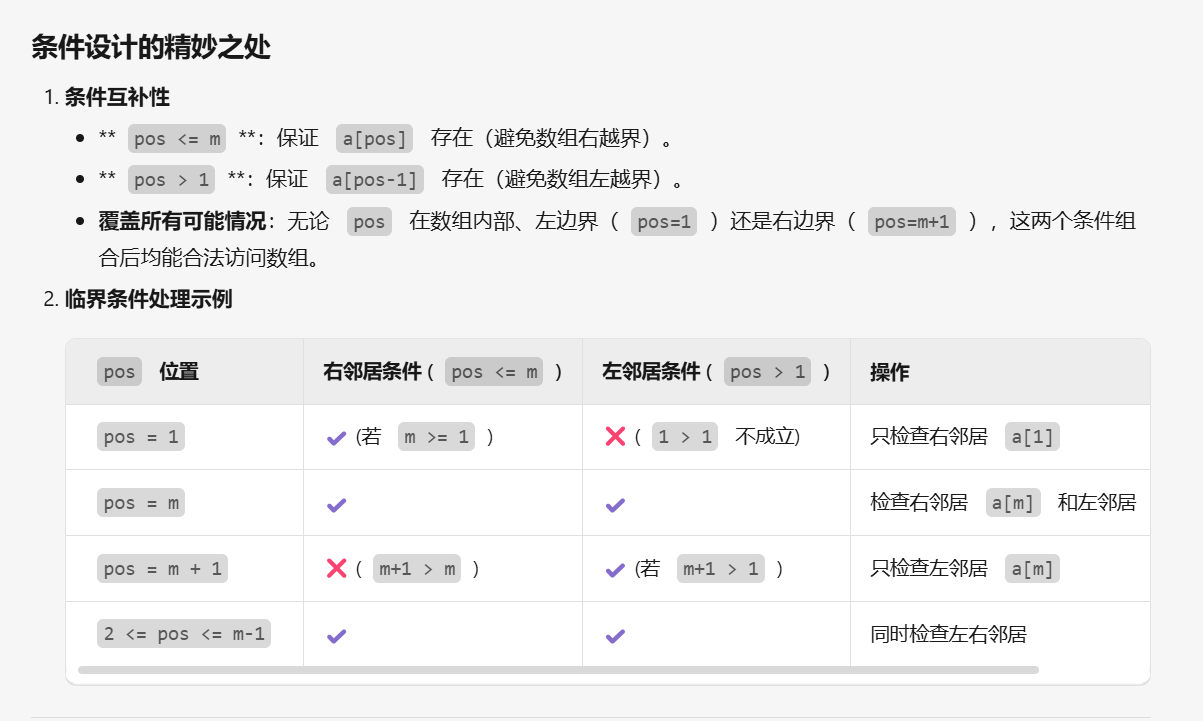 条件设计的精妙之处
1. 条件互补性
• ** pos <= m **：保证 a[pos] 存在（避免数组右越界）。
• ** pos > 1 **：保证 a[pos-1] 存在（避免数组左越界）。
• 覆盖所有可能情况：无论 pos 在数组内部、左边界（ pos=1 ）还是右边界（ pos=m+1 ），这两个条件组
合后均能合法访问数组。
2. 临界条件处理示例
pos 位置 右邻居条件 ( pos <= m ) 左邻居条件 ( pos > 1 ) 操作
pos = 1 ✔ (若 m >= 1 ) ❌ ( 1 > 1 不成立) 只检查右邻居 a[1]
pos = m ✔ ✔ 检查右邻居 a[m] 和左邻居
pos = m + 1 ❌ ( m+1 > m ) ✔ (若 m+1 > 1 ) 只检查左邻居 a[m]
2 <= pos <= m-1 ✔ ✔ 同时检查左右邻居